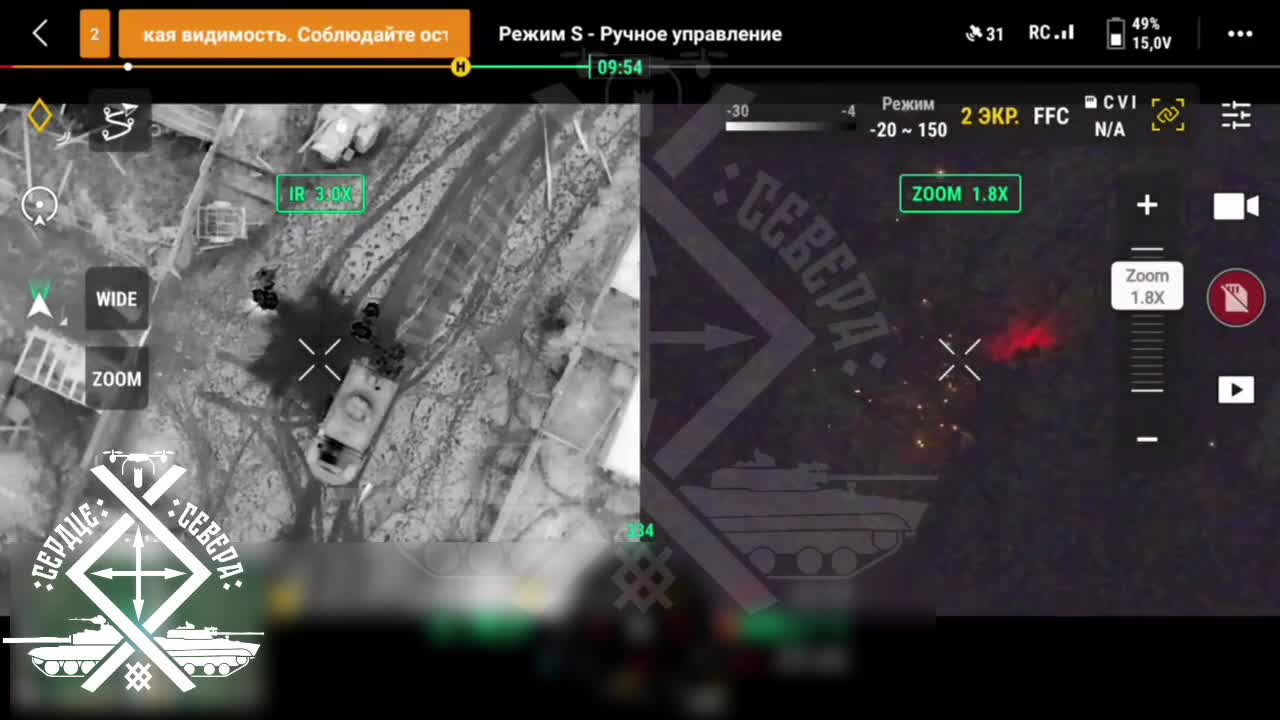 2
кая видимость. Соблюдайте ост
Режим S - Ручное управление
31
RC
49%
15,0V
H
09:54
-30
-4
Режим
-20 ~ 150
2 ЭКР.
FFC
CVI
N/A
IR 3.0X
ZOOM 1.8X
W
WIDE
ZOOM
Zoom
1.8X
334
СЕРДЦЕ
СЕВЕРА
СЕВЕРА